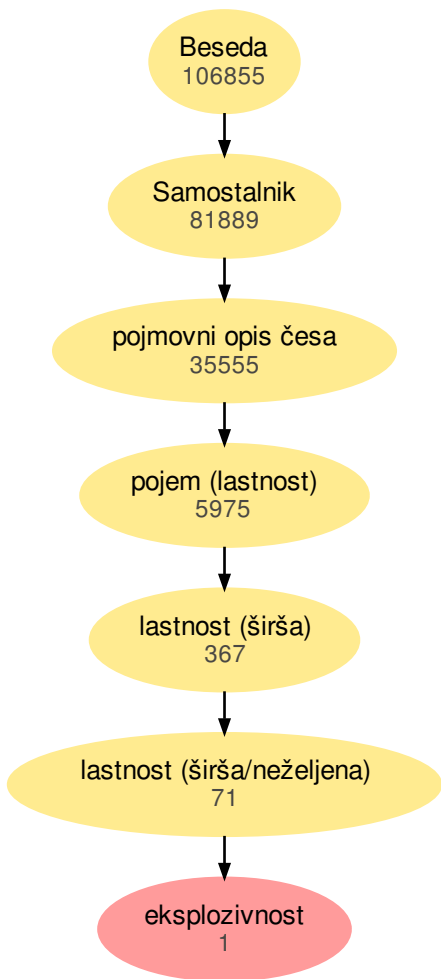 Beseda
106855
Samostalnik
81889
pojmovni opis česa
35555
pojem (lastnost)
5975
lastnost (širša)
367
lastnost (širša/neželjena)
71
eksplozivnost
1